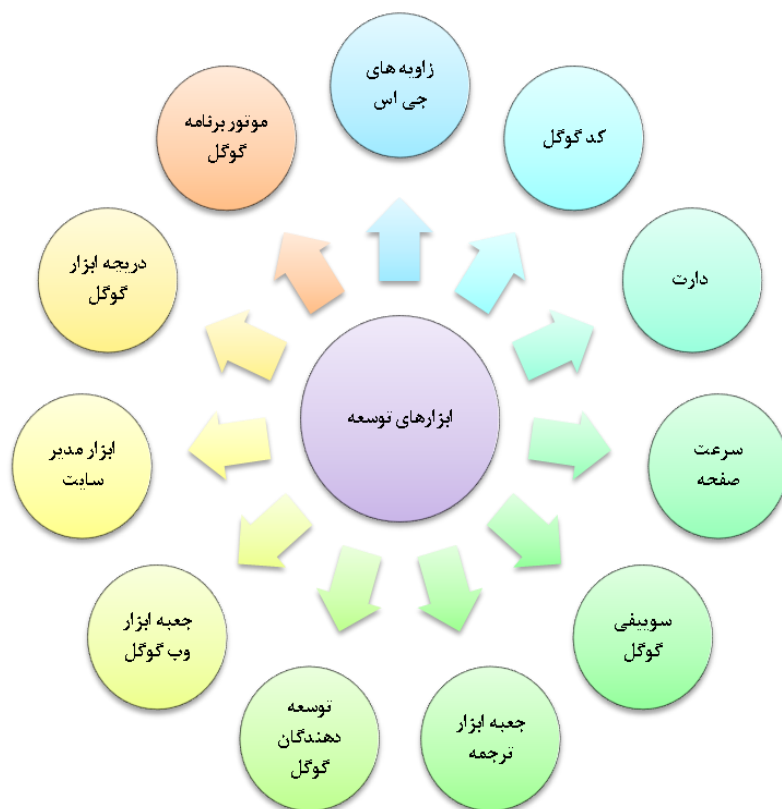 زاویه های
جی اس
کد گوگل
دارت
سرعت
صفحه
سوییفی
گوگل
جعبه ابزار
ترجمه
توسعه
دهندگان
گوگل
جعبه ابزار
وب گوگل
ابزار مدیر
سایت
دریچه ابزار
گوگل
موتور برنامه
گوگل
ابزارهای توسعه